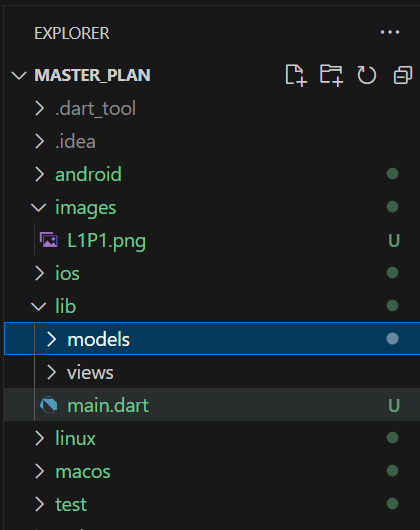 EXPLORER ...
MASTER_PLAN
.dart_tool
.idea
android
images
L1P1.png U
ios
lib
models
views
main.dart U
linux
macos
test